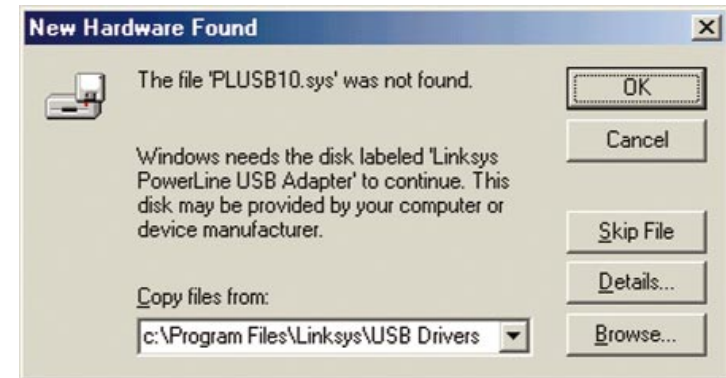 New Hardware Found
The file 'PLUSB10.sys' was not found.
OK
Cancel
Windows needs the disk labeled 'Linksys
PowerLine USB Adapter' to continue. This
disk may be provided by your computer or
device manufacturer.
Skip File
Details...
Copy files from:
c:\Program Files\Linksys\USB Drivers
Browse...